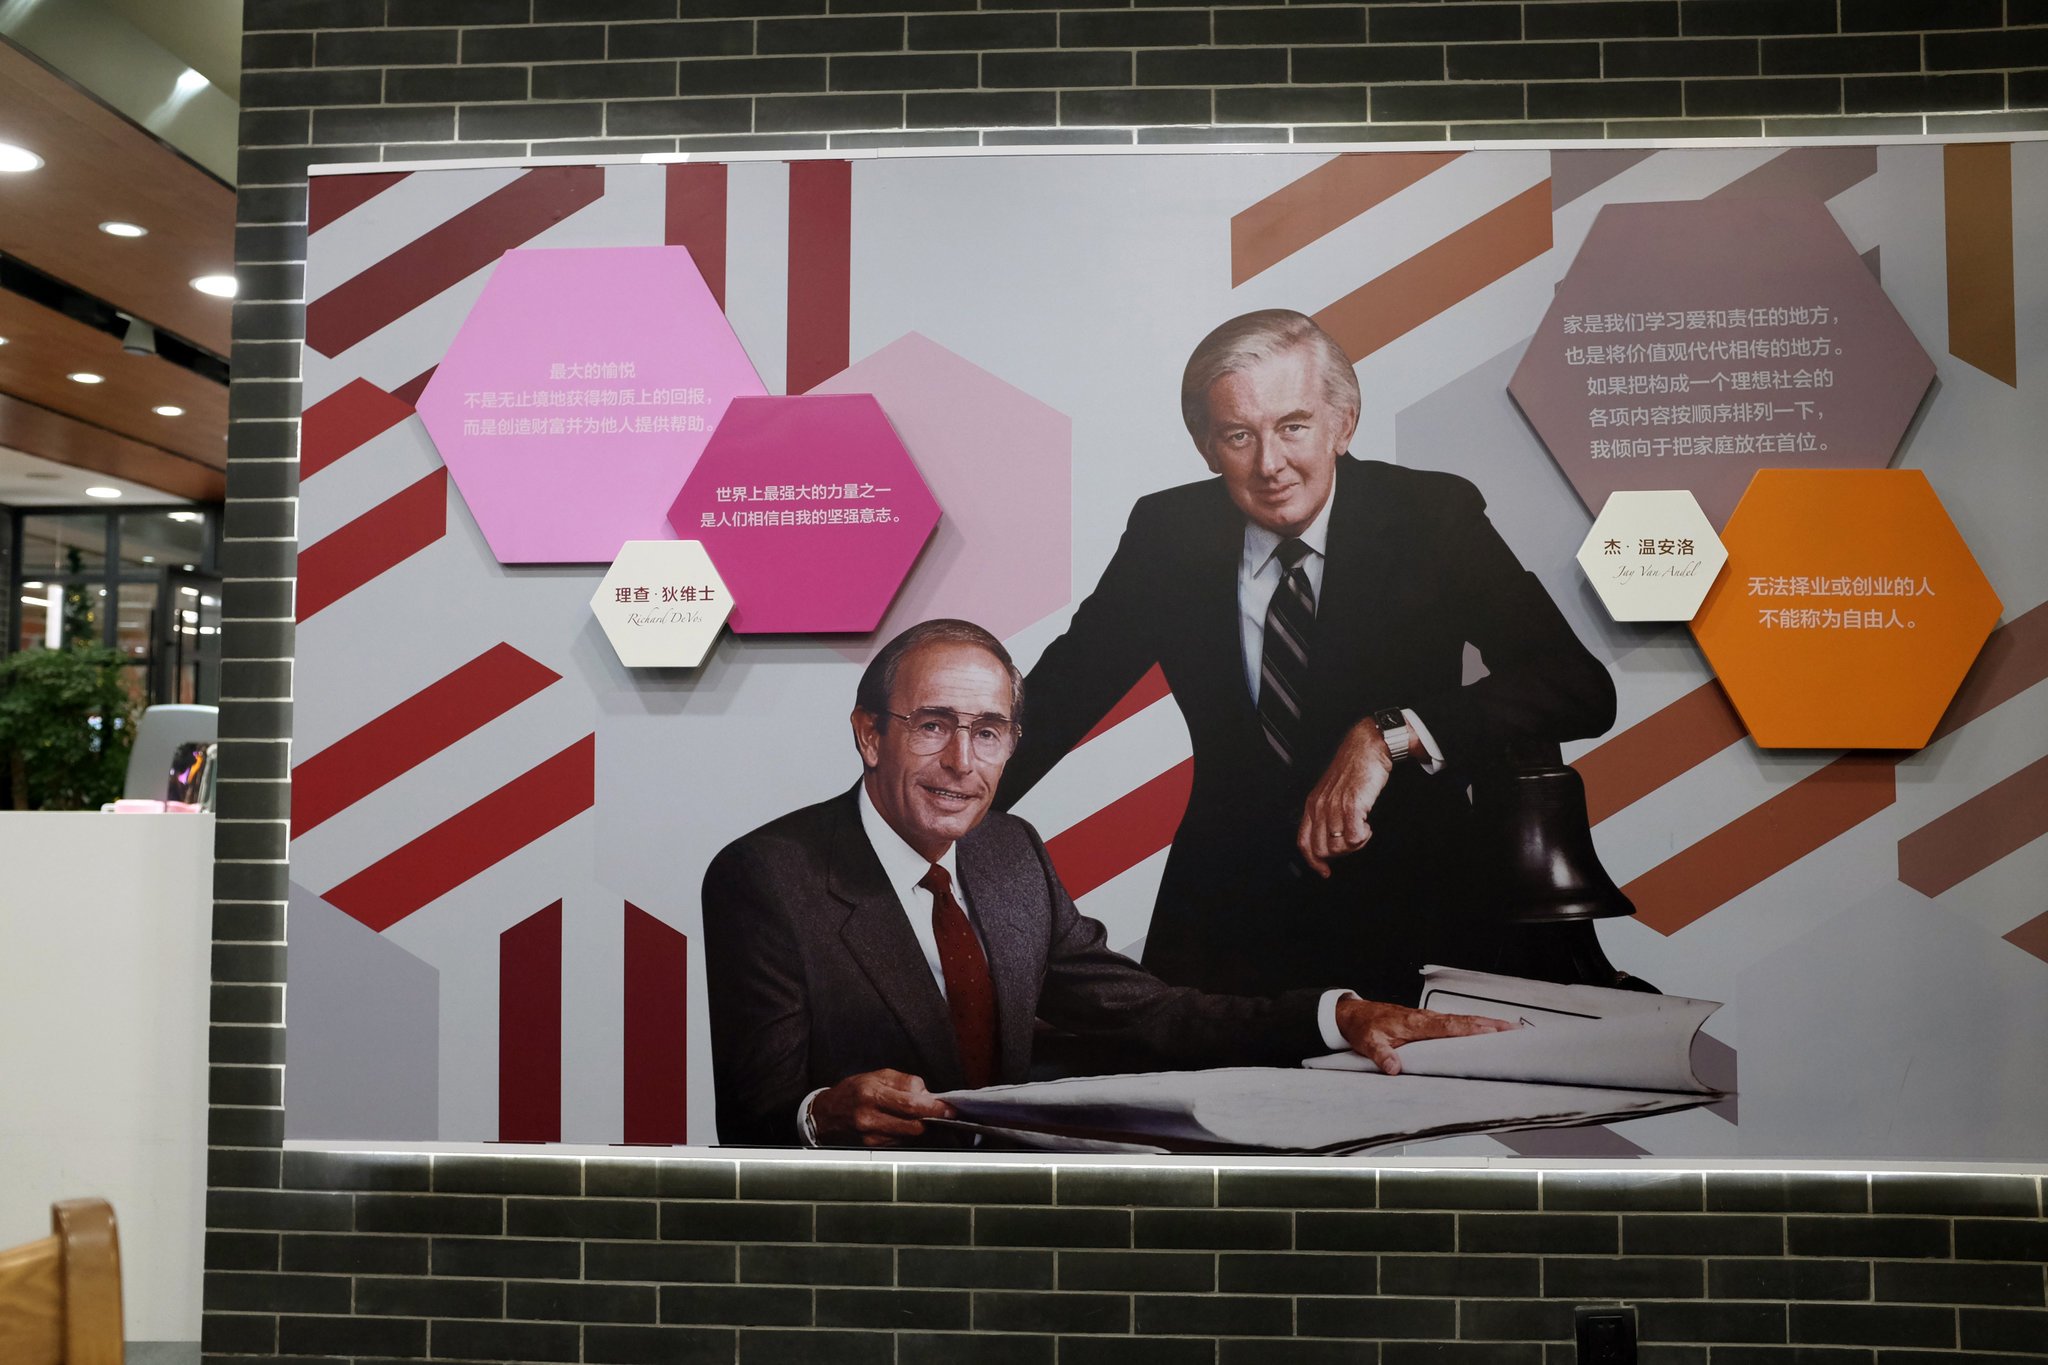 最大的愉悦
不是无止境地获得物质上的回报，
而是创造财富并为他人提供帮助。
世界上最强大的力量之一
是人们相信自我的坚强意志。
理查·狄维士
Richard DeVos
家是我们学习爱和责任的地方，
也是将价值观代代相传的地方。
如果把构成一个理想社会的
各项内容按顺序排列一下，
我倾向于把家庭放在首位。
杰·温安洛
Jay Van Andel
无法择业或创业的人
不能称为自由人。